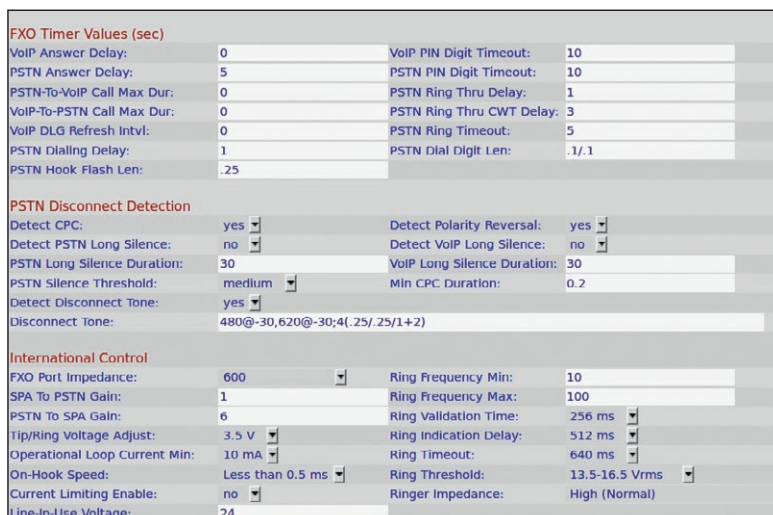 FXO Timer Values (sec)
VoIP Answer Delay: 0 VoIP PIN Digit Timeout: 10
PSTN Answer Delay: 5 PSTN PIN Digit Timeout: 10
PSTN-To-VoIP Call Max Dur: 0 PSTN Ring Thru Delay: 1
VoIP-To-PSTN Call Max Dur: 0 PSTN Ring Thru CWT Delay: 3
VoIP DLG Refresh Intvl: 0 PSTN Ring Timeout: 5
PSTN Dialing Delay: 1 PSTN Dial Digit Len: .1/.1
PSTN Hook Flash Len: .25
PSTN Disconnect Detection
Detect CPC: yes Detect Polarity Reversal: yes
Detect PSTN Long Silence: no Detect VoIP Long Silence: no
PSTN Long Silence Duration: 30 VoIP Long Silence Duration: 30
PSTN Silence Threshold: medium Min CPC Duration: 0.2
Detect Disconnect Tone: yes
Disconnect Tone: 480@-30,620@-30;4(.25/.25/1+2)
International Control
FXO Port Impedance: 600 Ring Frequency Min: 10
SPA To PSTN Gain: 1 Ring Frequency Max: 100
PSTN To SPA Gain: 6 Ring Validation Time: 256 ms
Tip/Ring Voltage Adjust: 3.5 V Ring Indication Delay: 512 ms
Operational Loop Current Min: 10 mA Ring Timeout: 640 ms
On-Hook Speed: Less than 0.5 ms Ring Threshold: 13.5-16.5 Vrms
Current Limiting Enable: no Ringer Impedance: High (Normal)
Line-In-Use Voltage: 24